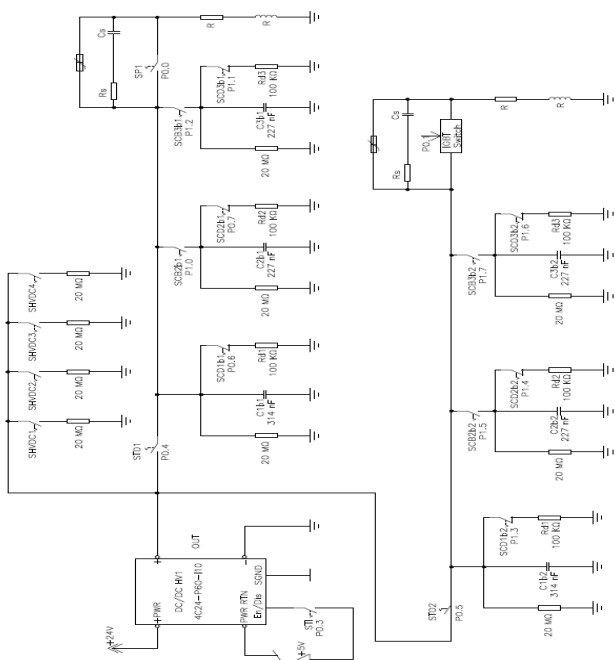 SHVDC1
20 MΩ
SHVDC2
20 MΩ
SHVDC3
20 MΩ
SHVDC4
20 MΩ
+24V
+PWR
DC/DC HV1
4C24-P60-I10
PWR RTN
En/Dis
SGND
OUT
+
-
+5V
STI
P0.3
STO1
P0.4
20 MΩ
C1b1
314 nF
SCD1b1
P0.6
Rd1
100 KΩ
SCB2b1
P1.0
20 MΩ
C2b1
227 nF
SCD2b1
P0.7
Rd2
100 KΩ
SCB3b1
P1.2
20 MΩ
C3b1
227 nF
SCD3b1
P1.1
Rd3
100 KΩ
Rs
Cs
SP1
P0.0
R
R
STO2
P0.5
20 MΩ
C1b2
314 nF
SCD1b2
P1.3
Rd1
100 KΩ
SCB2b2
P1.5
20 MΩ
C2b2
227 nF
SCD2b2
P1.4
Rd2
100 KΩ
SCB3b2
P1.7
20 MΩ
C3b2
227 nF
SCD3b2
P1.6
Rd3
100 KΩ
Rs
Cs
P0.1
IGBT
Switch
R
R